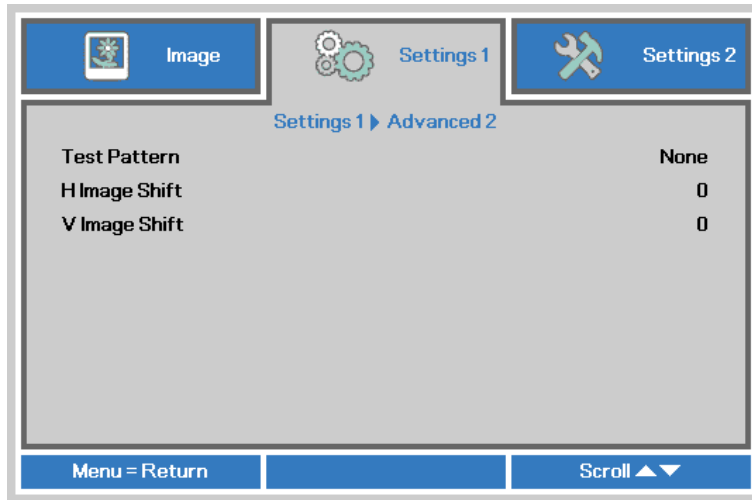 Image
Settings 1
Settings 2
Settings 1 ▶ Advanced 2
Test Pattern None
H Image Shift 0
V Image Shift 0
Menu = Return
Scroll ▲▼